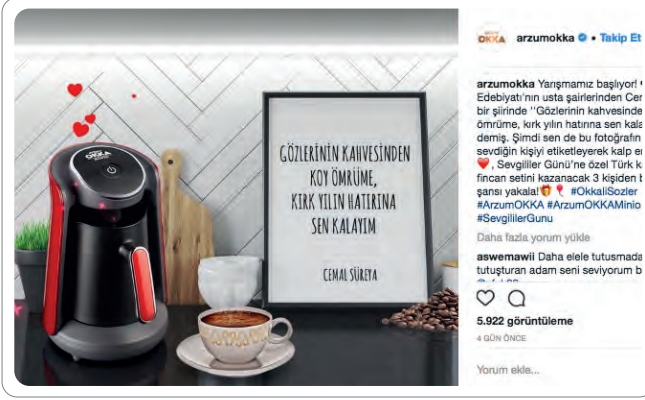 OKKA
GÖZLERİNİN KAHVESİNDEN
KOY ÖMRÜME,
KIRK YILIN HATIRINA
SEN KALAYIM
CEMAL SÜREYA
OKKA
arzumokka • Takip Et
arzumokka Yarışmamız başlıyor!
Edebiyatı'nın usta şairlerinden
bir şiirinde "Gözlerinin kahvesinde
ömrüme, kırk yılın hatırına sen kala
demiş. Şimdi sen de bu fotoğrafın
sevdiğin kişiyi etiketleyerek kalp
, Sevgililer Günü'ne özel Türk
fincan setini kazanacak 3 kişiden
şansı yakala! #OkkaliSozler
#ArzumOKKA #ArzumOKKAMinio
#SevgililerGunu
Daha fazla yorum yükle
aswemawii Daha elele tutusmada
tutuşturan adam seni seviyorum
5.922 görüntüleme
4 GÜN ÖNCE
Yorum ekle...